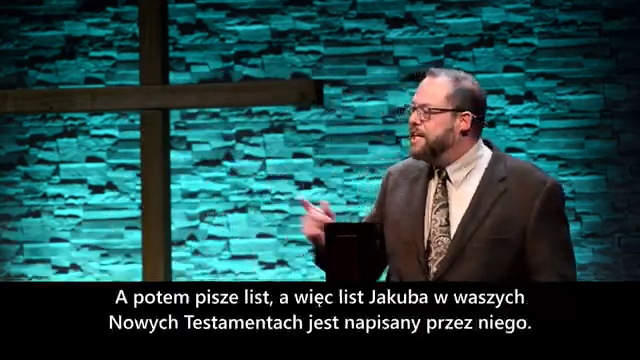 A potem pisze list, a więc list Jakuba w waszych
Nowych Testamentach jest napisany przez niego.